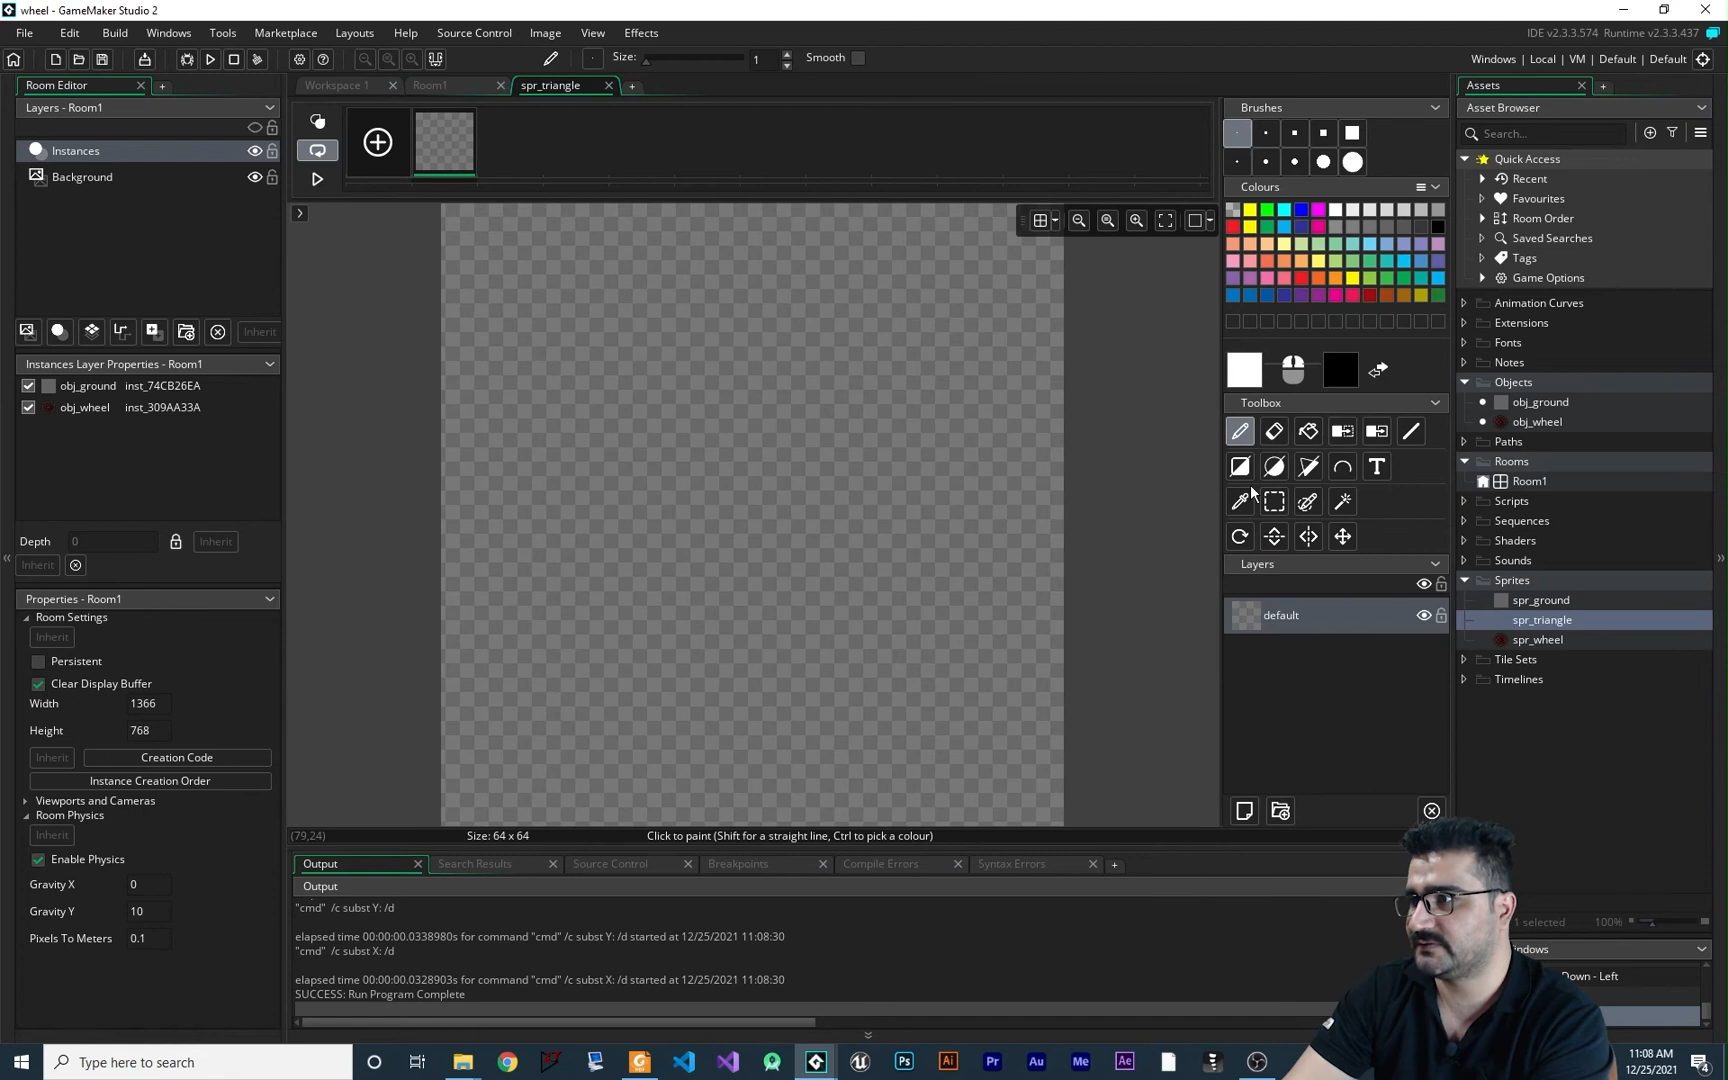 wheel - GameMaker Studio 2
File Edit Build Windows Tools Help Marketplace Layouts Source Control Image View Effects
IDE v2.3.3.574 Runtime v2.3.3.437
Size: 1 Smooth
Windows | Local | VM | Default | Default
Room Editor
Workspace 1 Room1 spr_triangle
Assets
Layers - Room1
Instances
Background
Inherit
Instances Layer Properties - Room1
obj_ground inst_74CB26EA
obj_wheel inst_309AA33A
Depth 0 Inherit
Inherit
Properties - Room1
Room Settings
Inherit
Persistent
Clear Display Buffer
Width 1366
Height 768
Inherit Creation Code
Instance Creation Order
Viewports and Cameras
Room Physics
Inherit
Enable Physics
Gravity X 0
Gravity Y 10
Pixels To Meters 0.1
(79,24) Size: 64 x 64 Click to paint (Shift for a straight line, Ctrl to pick a colour)
Output Search Results Source Control Breakpoints Compile Errors Syntax Errors
Output
"cmd" /c subst Y: /d
elapsed time 00:00:00.0338980s for command "cmd" /c subst Y: /d started at 12/25/2021 11:08:30
"cmd" /c subst X: /d
elapsed time 00:00:00.0328903s for command "cmd" /c subst X: /d started at 12/25/2021 11:08:30
SUCCESS: Run Program Complete
Brushes
Colours
Toolbox
T
Layers
default
Asset Browser
Search...
Quick Access
Recent
Favourites
Room Order
Saved Searches
Tags
Game Options
Animation Curves
Extensions
Fonts
Notes
Objects
obj_ground
obj_wheel
Paths
Rooms
Room1
Scripts
Sequences
Shaders
Sounds
Sprites
spr_ground
spr_triangle
spr_wheel
Tile Sets
Timelines
selected 100%
Down - Left
Type here to search
Ps Ai Pr Au Me Ae
11:08 AM
12/25/2021
4